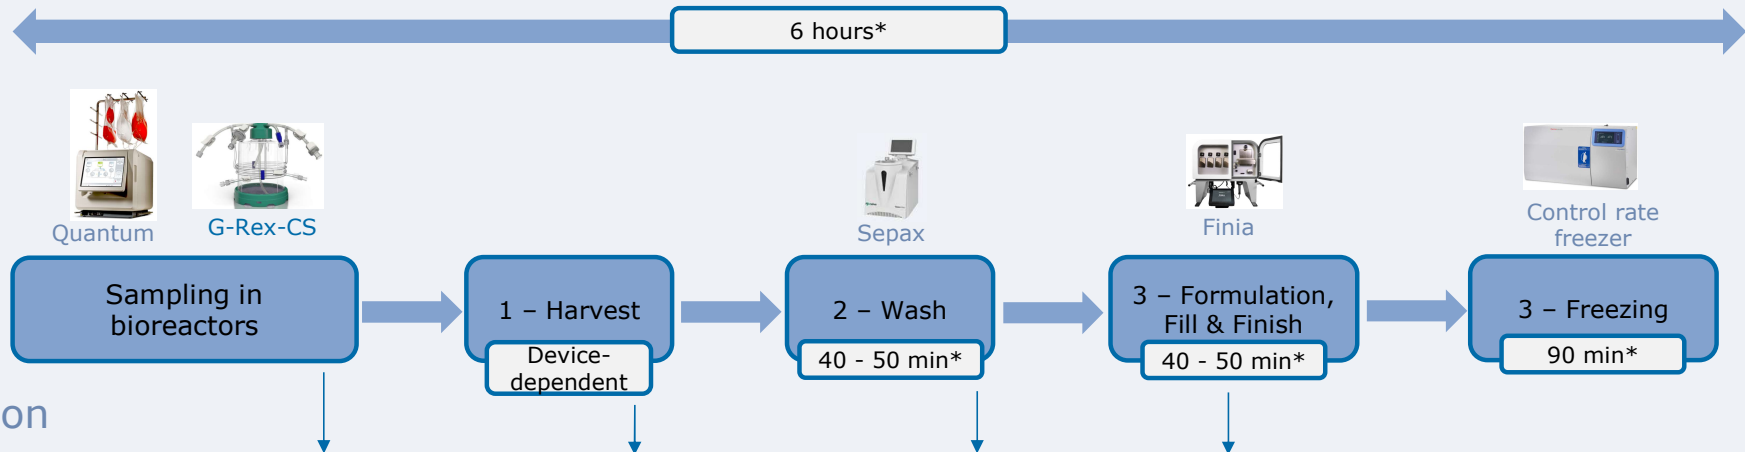 6 hours*
Quantum
G-Rex-CS
Sepax
Finia
Control rate
freezer
Sampling in
bioreactors
1 – Harvest
Device-
dependent
2 – Wash
40 - 50 min*
3 – Formulation,
Fill & Finish
40 - 50 min*
3 – Freezing
90 min*
on